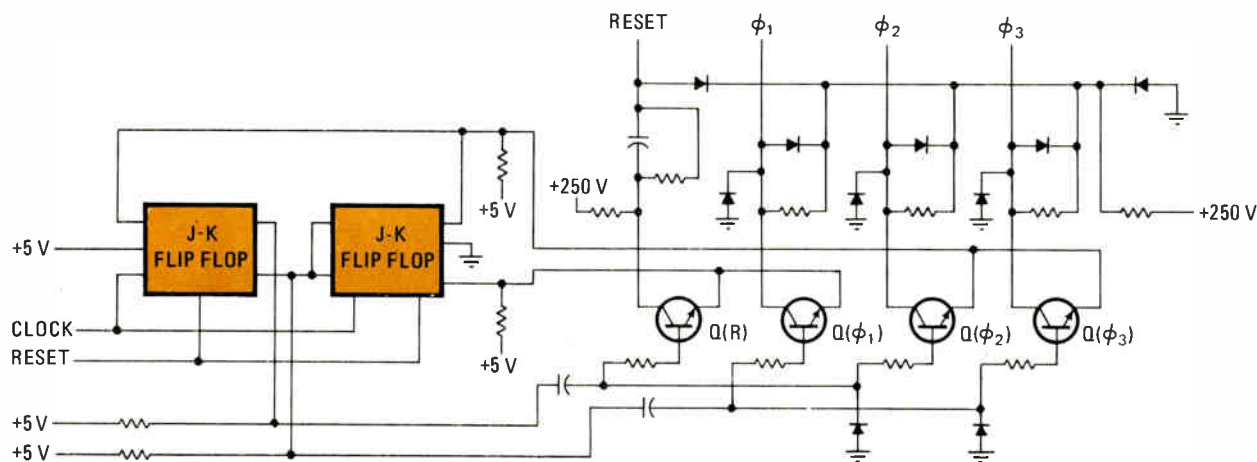 RESET
ϕ1
ϕ2
ϕ3
+250 V
+5 V
+250 V
J-K
FLIP FLOP
J-K
FLIP FLOP
+5 V
CLOCK
RESET
+5 V
Q(R)
Q(ϕ1)
Q(ϕ2)
Q(ϕ3)
+5 V
+5 V